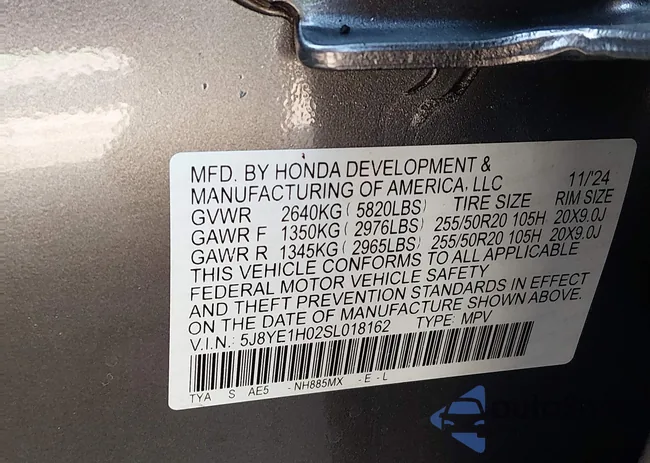 MFD. BY HONDA DEVELOPMENT &
MANUFACTURING OF AMERICA, LLC 11/'24
GVWR 2640KG ( 5820LBS) TIRE SIZE RIM SIZE
GAWR F 1350KG ( 2976LBS) 255/50R20 105H 20X9.0J
GAWR R 1345KG ( 2965LBS) 255/50R20 105H 20X9.0J
THIS VEHICLE CONFORMS TO ALL APPLICABLE
FEDERAL MOTOR VEHICLE SAFETY
AND THEFT PREVENTION STANDARDS IN EFFECT
ON THE DATE OF MANUFACTURE SHOWN ABOVE.
V.I.N.: 5J8YE1H02SL018162 TYPE: MPV
TYA S AE5 -NH885MX -E-L